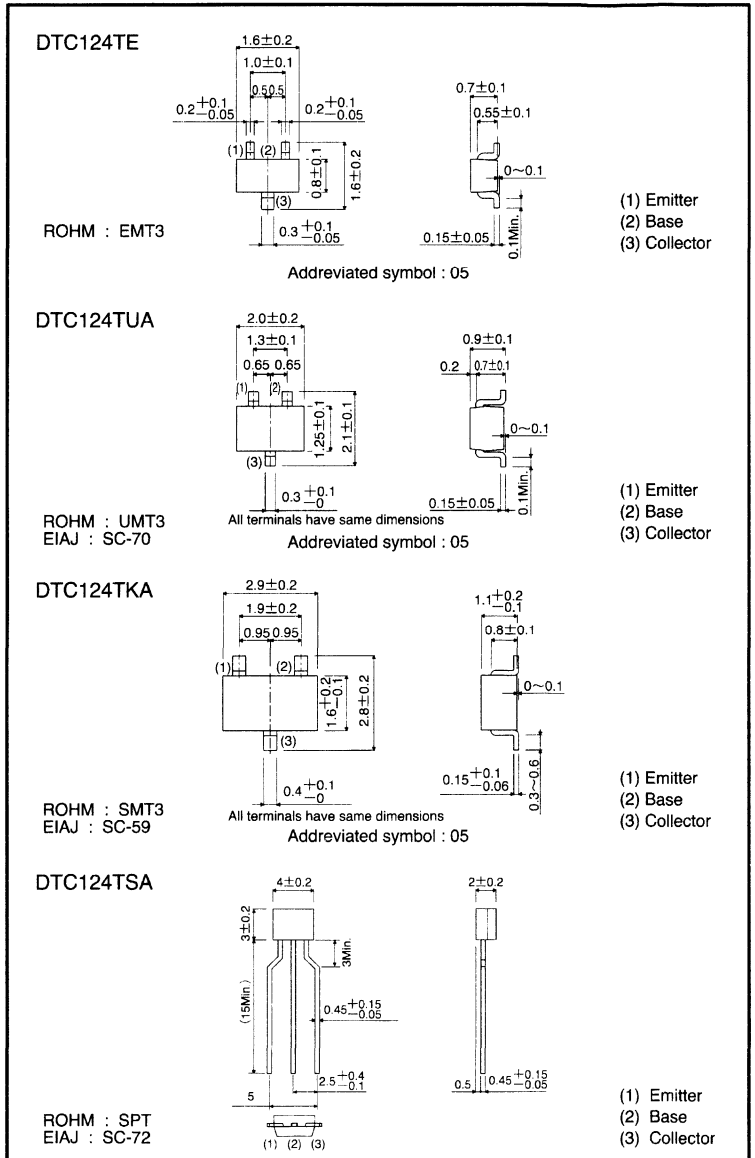 DTC124TE
1.6±0.2
1.0±0.1
0.5 0.5
0.2 +0.1 −0.05
0.2 +0.1 −0.05
(1) (2)
(3)
0.8±0.1
1.6±0.2
0.3 +0.1 −0.05
0.7±0.1
0.55±0.1
0~0.1
0.15±0.05
0.1Min.
ROHM : EMT3
(1) Emitter
(2) Base
(3) Collector
Addreviated symbol : 05
DTC124TUA
2.0±0.2
1.3±0.1
0.65 0.65
(1) (2)
(3)
1.25±0.1
2.1±0.1
0.3 +0.1 −0
0.9±0.1
0.2 0.7±0.1
0~0.1
0.15±0.05
0.1Min.
(1) Emitter
(2) Base
(3) Collector
ROHM : UMT3
EIAJ : SC-70
All terminals have same dimensions
Addreviated symbol : 05
DTC124TKA
2.9±0.2
1.9±0.2
0.95 0.95
(1) (2)
(3)
1.6 +0.2 −0.1
2.8±0.2
0.4 +0.1 −0
1.1 +0.2 −0.1
0.8±0.1
0~0.1
0.15 +0.1 −0.06
0.3~0.6
(1) Emitter
(2) Base
(3) Collector
ROHM : SMT3
EIAJ : SC-59
All terminals have same dimensions
Addreviated symbol : 05
DTC124TSA
4±0.2
3±0.2
(15Min.)
3Min.
0.45 +0.15 −0.05
2.5 +0.4 −0.1
5
(1) (2) (3)
2±0.2
0.5 0.45 +0.15 −0.05
ROHM : SPT
EIAJ : SC-72
(1) Emitter
(2) Base
(3) Collector